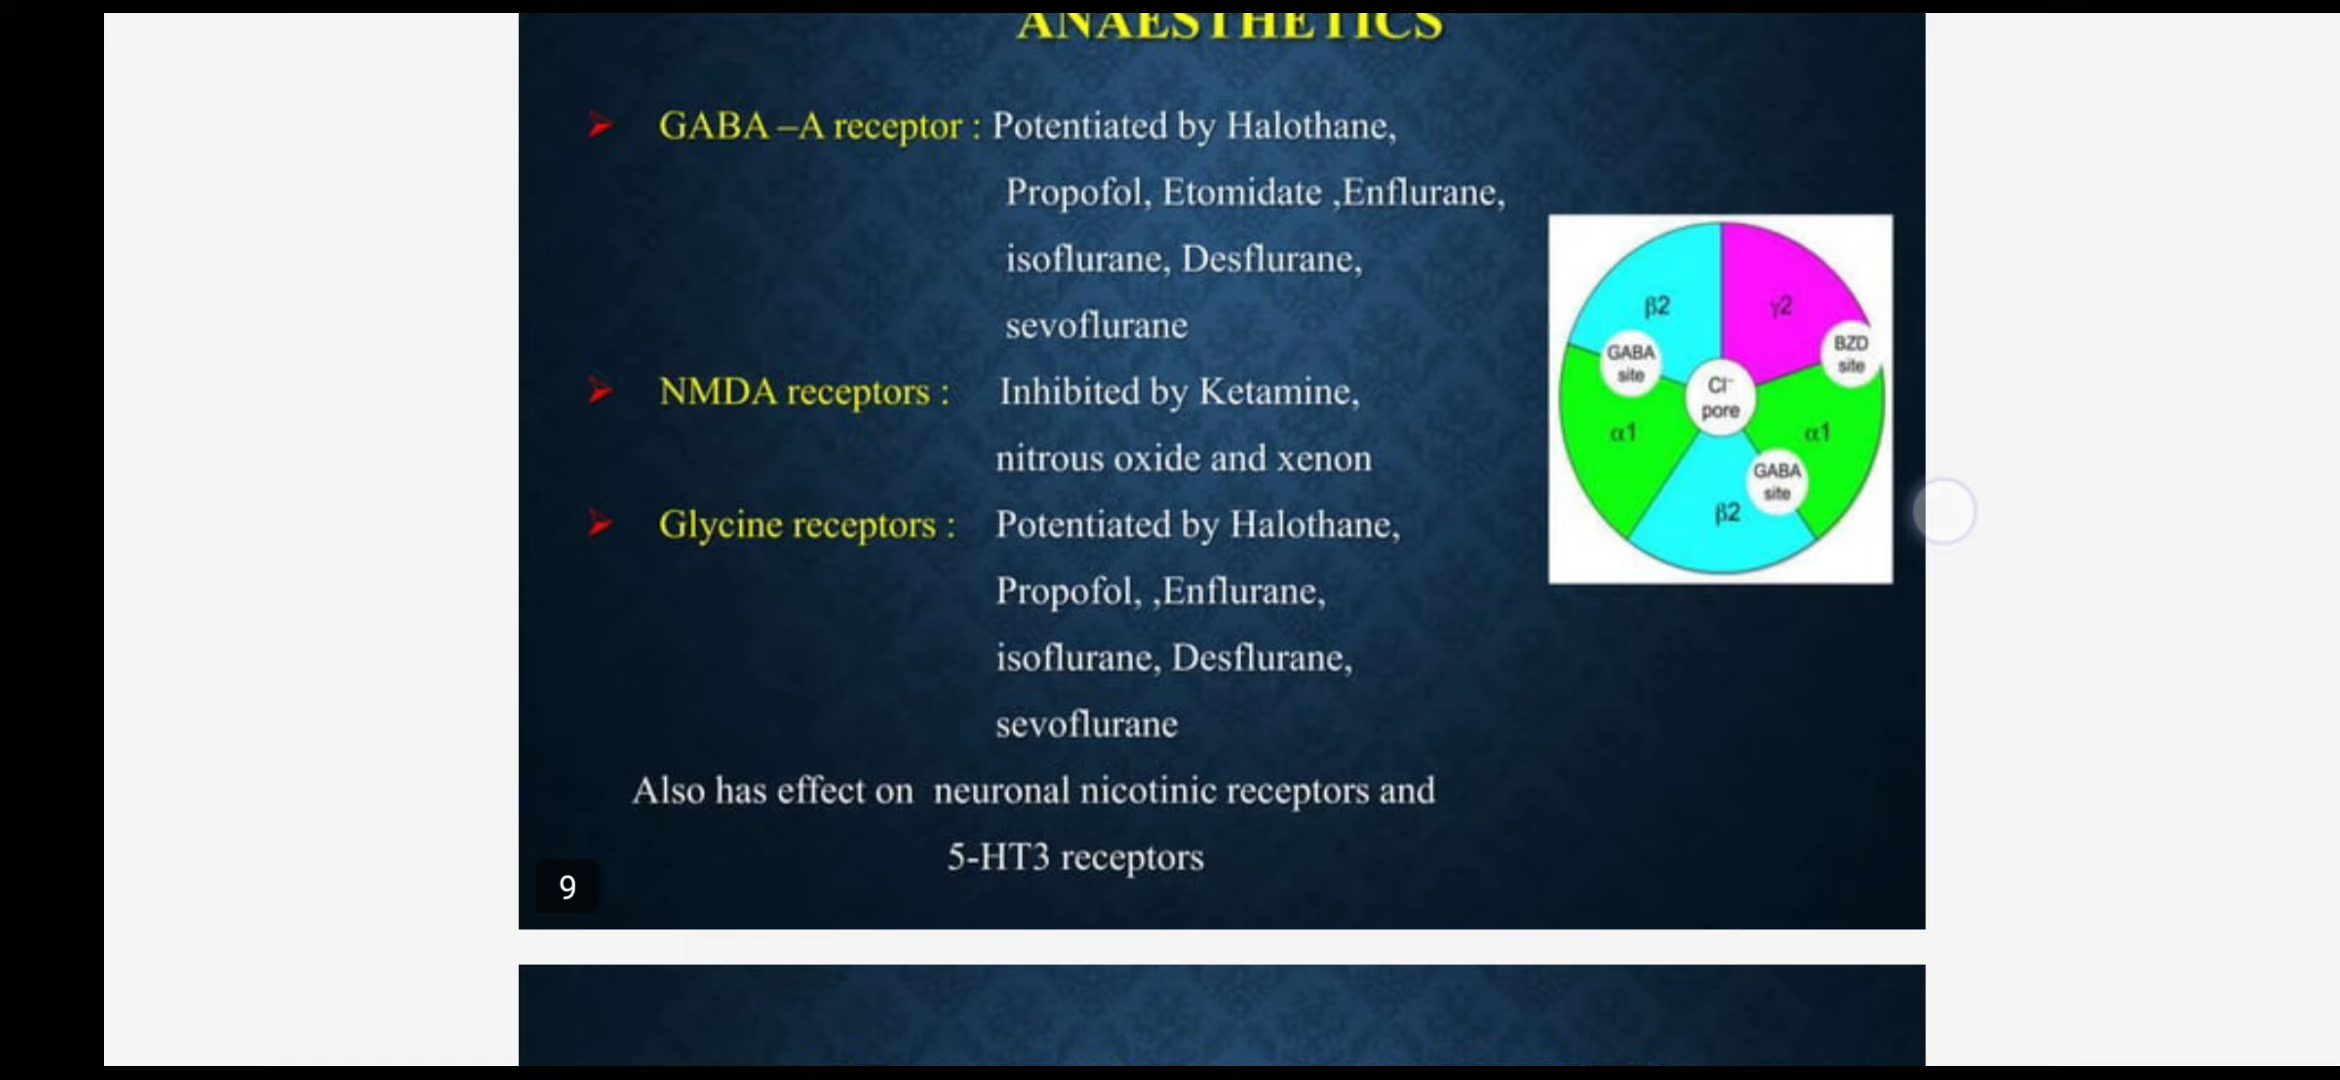 ANAESTHETICS
GABA –A receptor : Potentiated by Halothane,
Propofol, Etomidate ,Enflurane,
isoflurane, Desflurane,
sevoflurane
NMDA receptors : Inhibited by Ketamine,
nitrous oxide and xenon
Glycine receptors : Potentiated by Halothane,
Propofol, ,Enflurane,
isoflurane, Desflurane,
sevoflurane
Also has effect on neuronal nicotinic receptors and
5-HT3 receptors
9
β2
γ2
GABA
site
BZD
site
Cl⁻
pore
α1
α1
GABA
site
β2